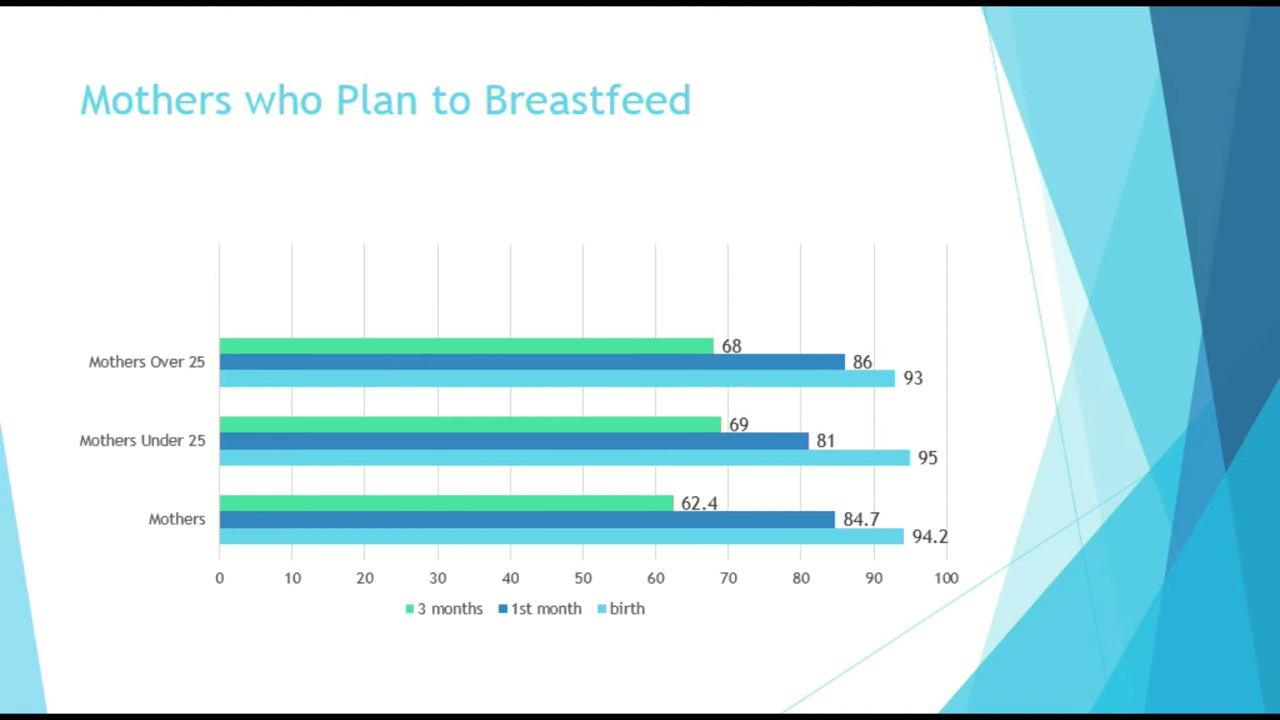 Mothers who Plan to Breastfeed
Mothers Over 25
68
86
93
Mothers Under 25
69
81
95
Mothers
62.4
84.7
94.2
0 10 20 30 40 50 60 70 80 90 100
3 months 1st month birth